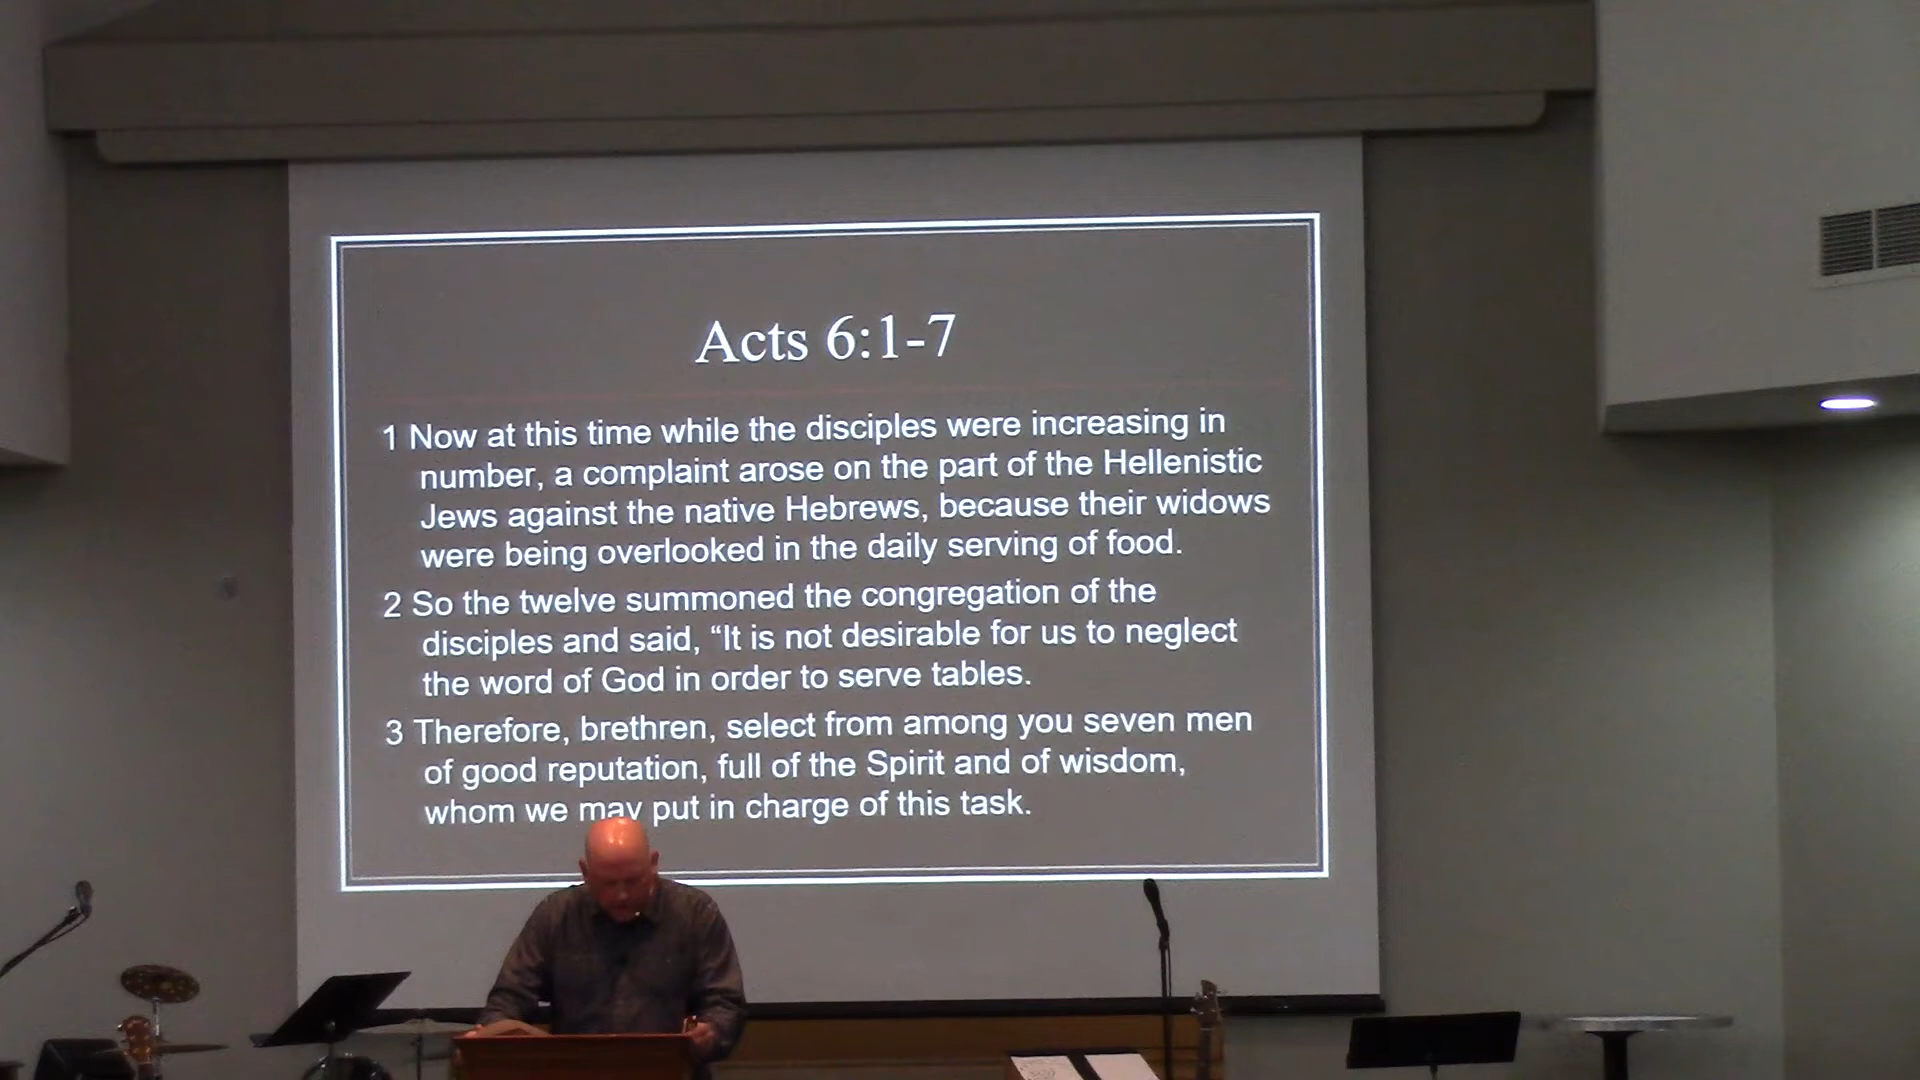 Acts 6:1-7
1 Now at this time while the disciples were increasing in
number, a complaint arose on the part of the Hellenistic
Jews against the native Hebrews, because their widows
were being overlooked in the daily serving of food.
2 So the twelve summoned the congregation of the
disciples and said, “It is not desirable for us to neglect
the word of God in order to serve tables.
3 Therefore, brethren, select from among you seven men
of good reputation, full of the Spirit and of wisdom,
whom we may put in charge of this task.